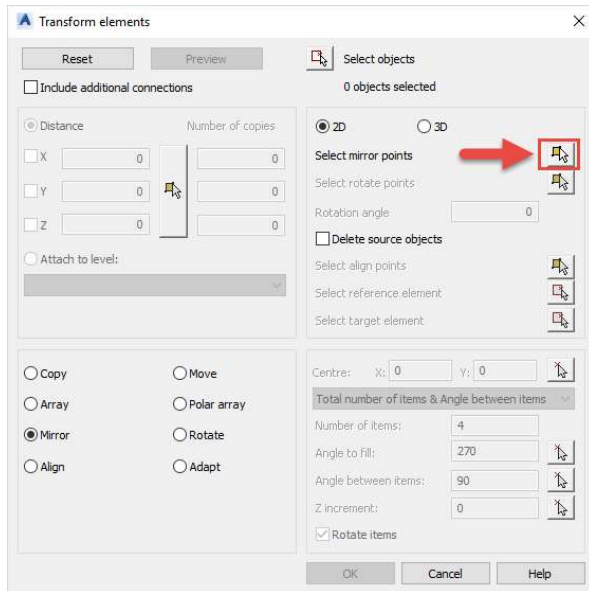 Transform elements
Reset
Preview
Select objects
Include additional connections
0 objects selected
Distance
Number of copies
X 0 0
Y 0 0
Z 0 0
Attach to level:
2D
3D
Select mirror points
Select rotate points
Rotation angle 0
Delete source objects
Select align points
Select reference element
Select target element
Copy
Move
Array
Polar array
Mirror
Rotate
Align
Adapt
Centre: X: 0 Y: 0
Total number of items & Angle between items
Number of items: 4
Angle to fill: 270
Angle between items: 90
Z increment: 0
Rotate items
OK
Cancel
Help